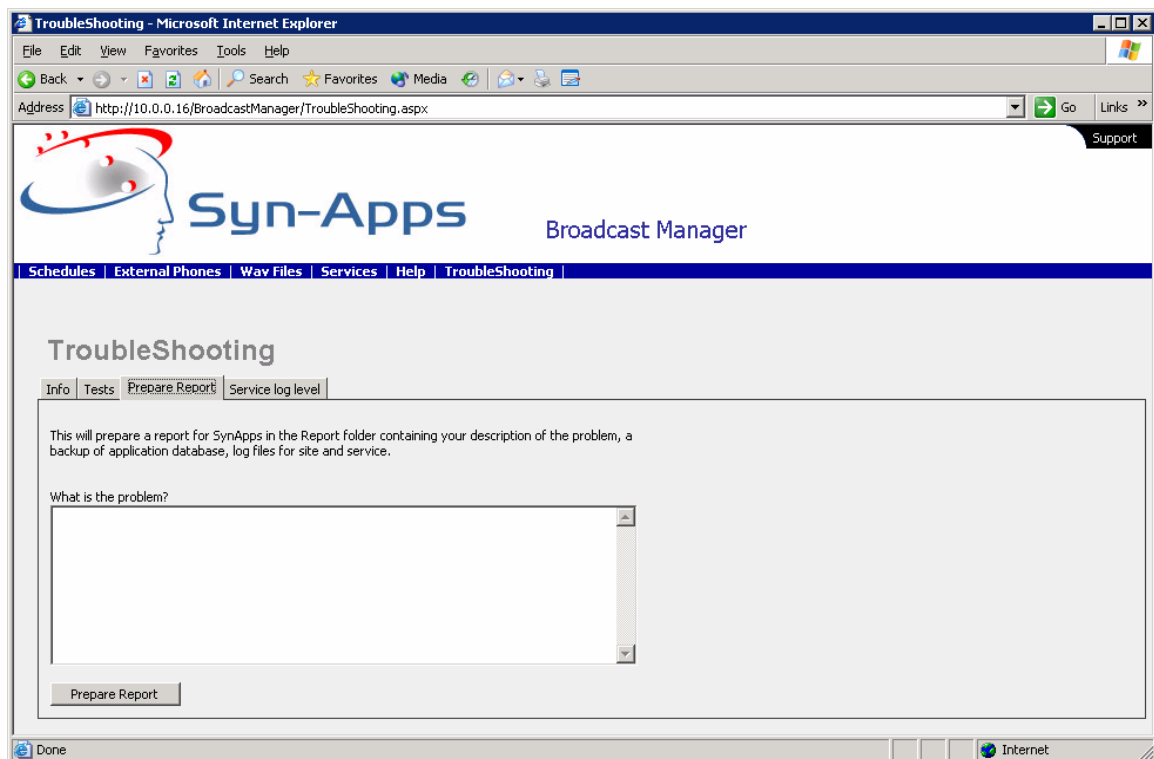 TroubleShooting - Microsoft Internet Explorer
File Edit View Favorites Tools Help
Back Search Favorites Media
Address http://10.0.0.16/BroadcastManager/TroubleShooting.aspx Go Links »
Support
Syn-Apps
Broadcast Manager
| Schedules | External Phones | Wav Files | Services | Help | TroubleShooting |
TroubleShooting
Info Tests Prepare Report Service log level
This will prepare a report for SynApps in the Report folder containing your description of the problem, a
backup of application database, log files for site and service.
What is the problem?
Prepare Report
Done Internet